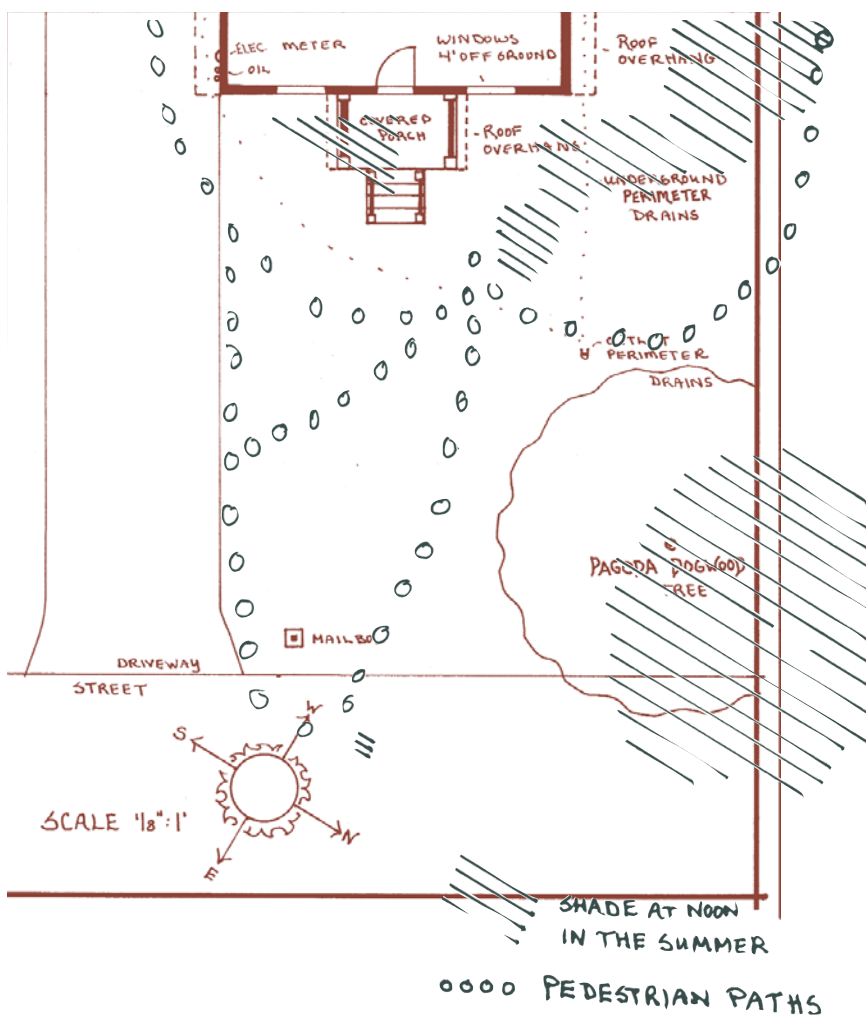 ELEC METER
OIL
WINDOWS
4' OFF GROUND
ROOF
OVERHANG
COVERED
PORCH
ROOF
OVERHANG
UNDERGROUND
PERIMETER
DRAINS
PERIMETER
DRAINS
PAGODA DOGWOOD
TREE
MAILBOX
DRIVEWAY
STREET
S
W
E
N
SCALE 1/8":1'
SHADE AT NOON
IN THE SUMMER
PEDESTRIAN PATHS